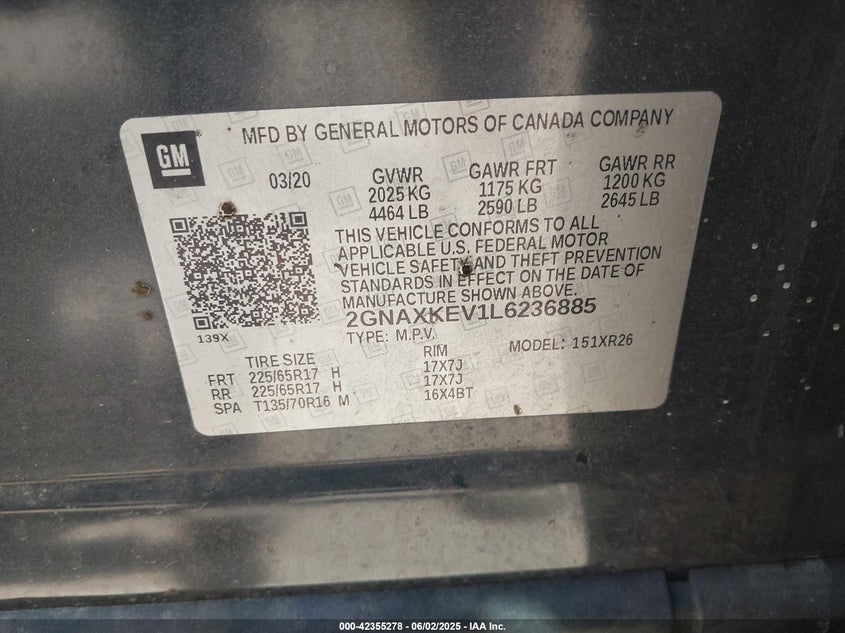 GM
MFD BY GENERAL MOTORS OF CANADA COMPANY
03/20
GVWR GAWR FRT GAWR RR
2025 KG 1175 KG 1200 KG
4464 LB 2590 LB 2645 LB
THIS VEHICLE CONFORMS TO ALL
APPLICABLE U.S. FEDERAL MOTOR
VEHICLE SAFETY AND THEFT PREVENTION
STANDARDS IN EFFECT ON THE DATE OF
MANUFACTURE SHOWN ABOVE.
2GNAXKEV1L6236885
139X
TYPE: M.P.V. MODEL: 151XR26
TIRE SIZE RIM
FRT 225/65R17 H 17X7J
RR 225/65R17 H 17X7J
SPA T135/70R16 M 16X4BT
000-42355278 - 06/02/2025 - IAA Inc.